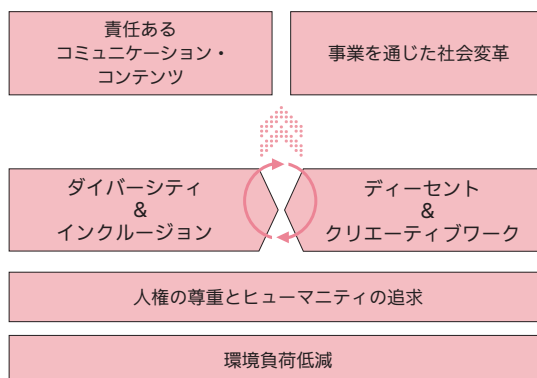 責任ある
コミュニケーション・
コンテンツ
事業を通じた社会変革
ダイバーシティ
&
インクルージョン
ディーセント
&
クリエーティブワーク
人権の尊重とヒューマニティの追求
環境負荷低減